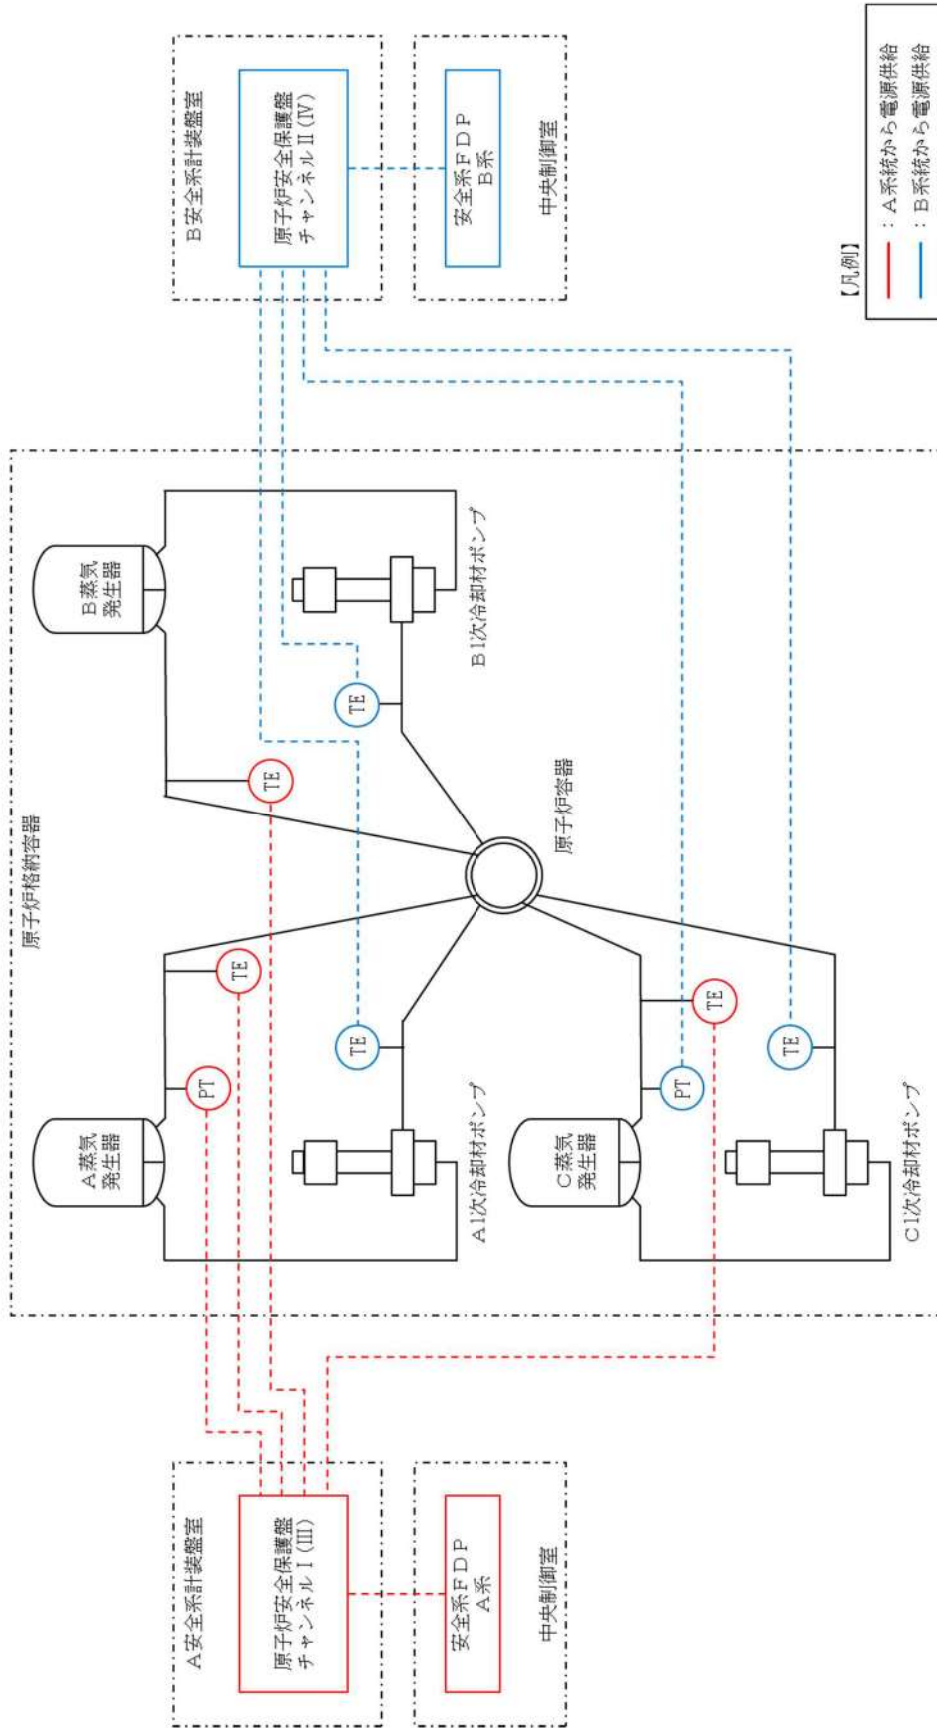 原子炉格納容器
A安全系計装盤室
原子炉安全保護盤
チャンネルⅠ(Ⅲ)
安全系FDP
A系
中央制御室
A蒸気
発生器
PT
TE
TE
A1次冷却材ポンプ
B蒸気
発生器
TE
TE
B1次冷却材ポンプ
原子炉容器
C蒸気
発生器
PT
TE
TE
C1次冷却材ポンプ
B安全系計装盤室
原子炉安全保護盤
チャンネルⅡ(Ⅳ)
安全系FDP
B系
中央制御室
【凡例】
:A系統から電源供給
:B系統から電源供給